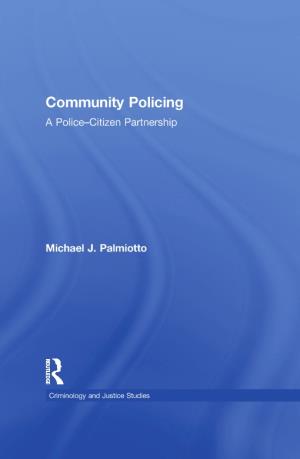 Community Policing
A Police–Citizen Partnership
Michael J. Palmiotto
ROUTLEDGE
Criminology and Justice Studies